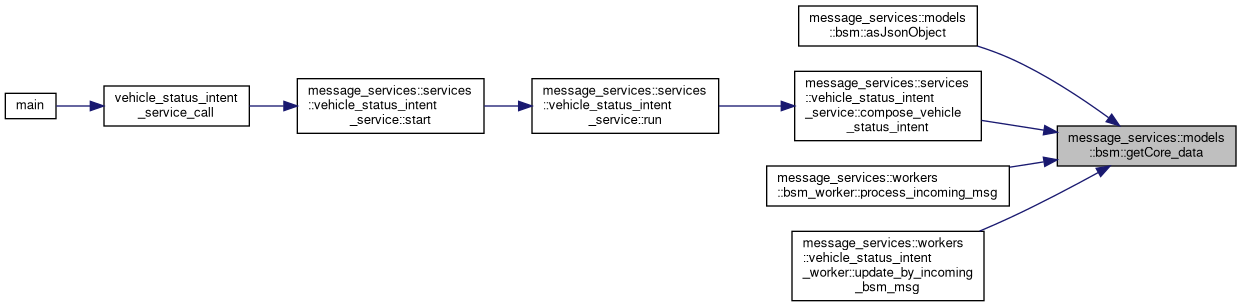 message_services::models
::bsm::asJsonObject
main
vehicle_status_intent
_service_call
message_services::services
::vehicle_status_intent
_service::start
message_services::services
::vehicle_status_intent
_service::run
message_services::services
::vehicle_status_intent
_service::compose_vehicle
_status_intent
message_services::models
::bsm::getCore_data
message_services::workers
::bsm_worker::process_incoming_msg
message_services::workers
::vehicle_status_intent
_worker::update_by_incoming
_bsm_msg